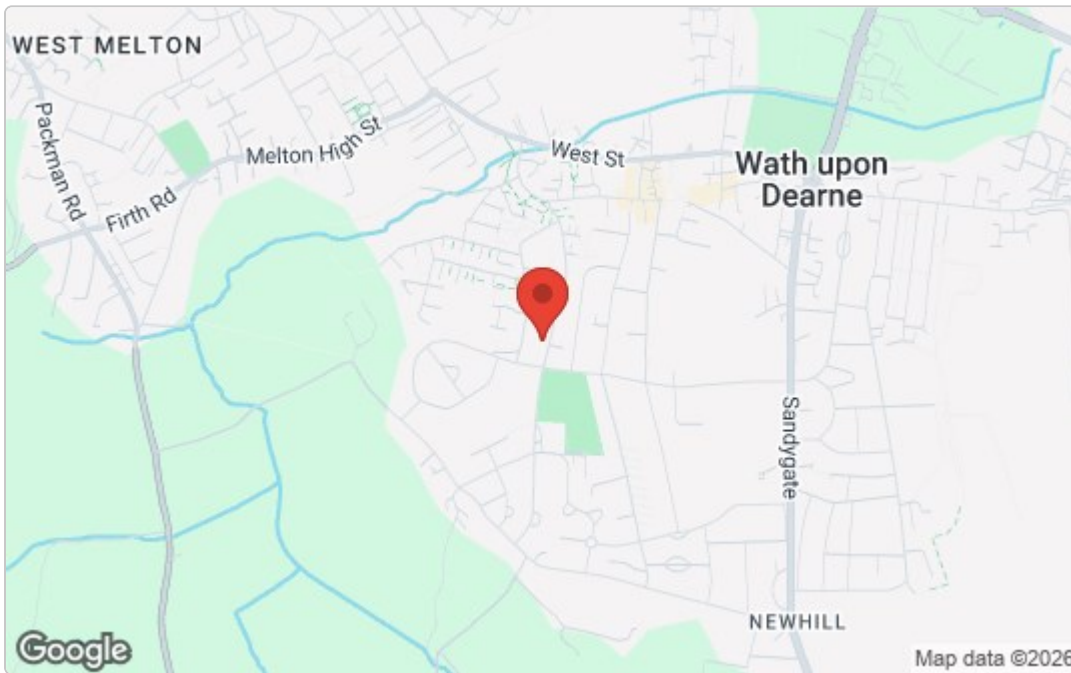 WEST MELTON
Packman Rd
Melton High St
Firth Rd
West St
Wath upon
Dearne
Sandygate
NEWHILL
Google
Map data ©2026